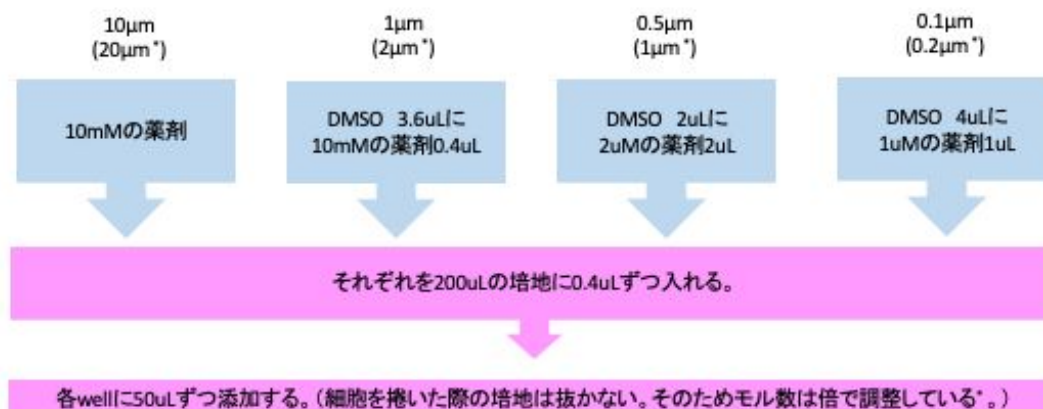 10μm
(20μm*)
1μm
(2μm*)
0.5μm
(1μm*)
0.1μm
(0.2μm*)
10mMの薬剤
DMSO 3.6uLに
10mMの薬剤0.4uL
DMSO 2uLに
2uMの薬剤2uL
DMSO 4uLに
1uMの薬剤1uL
それぞれを200uLの培地に0.4uLずつ入れる。
各wellに50uLずつ添加する。(細胞を捲いた際の培地は抜かない。そのためモル数は倍で調整している*。)